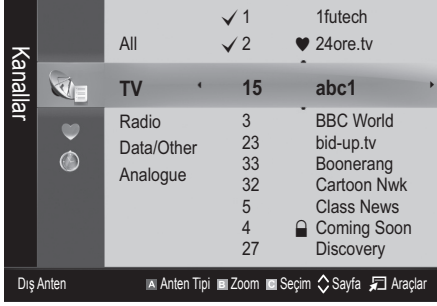 Kanallar
✓ 1 1futech
All ✓ 2 ♥ 24ore.tv
TV 15 abc1
Radio 3 BBC World
Data/Other 23 bid-up.tv
Analogue 33 Boonerang
32 Cartoon Nwk
5 Class News
4 Coming Soon
27 Discovery
Dış Anten A Anten Tipi B Zoom C Seçim Sayfa Araçlar